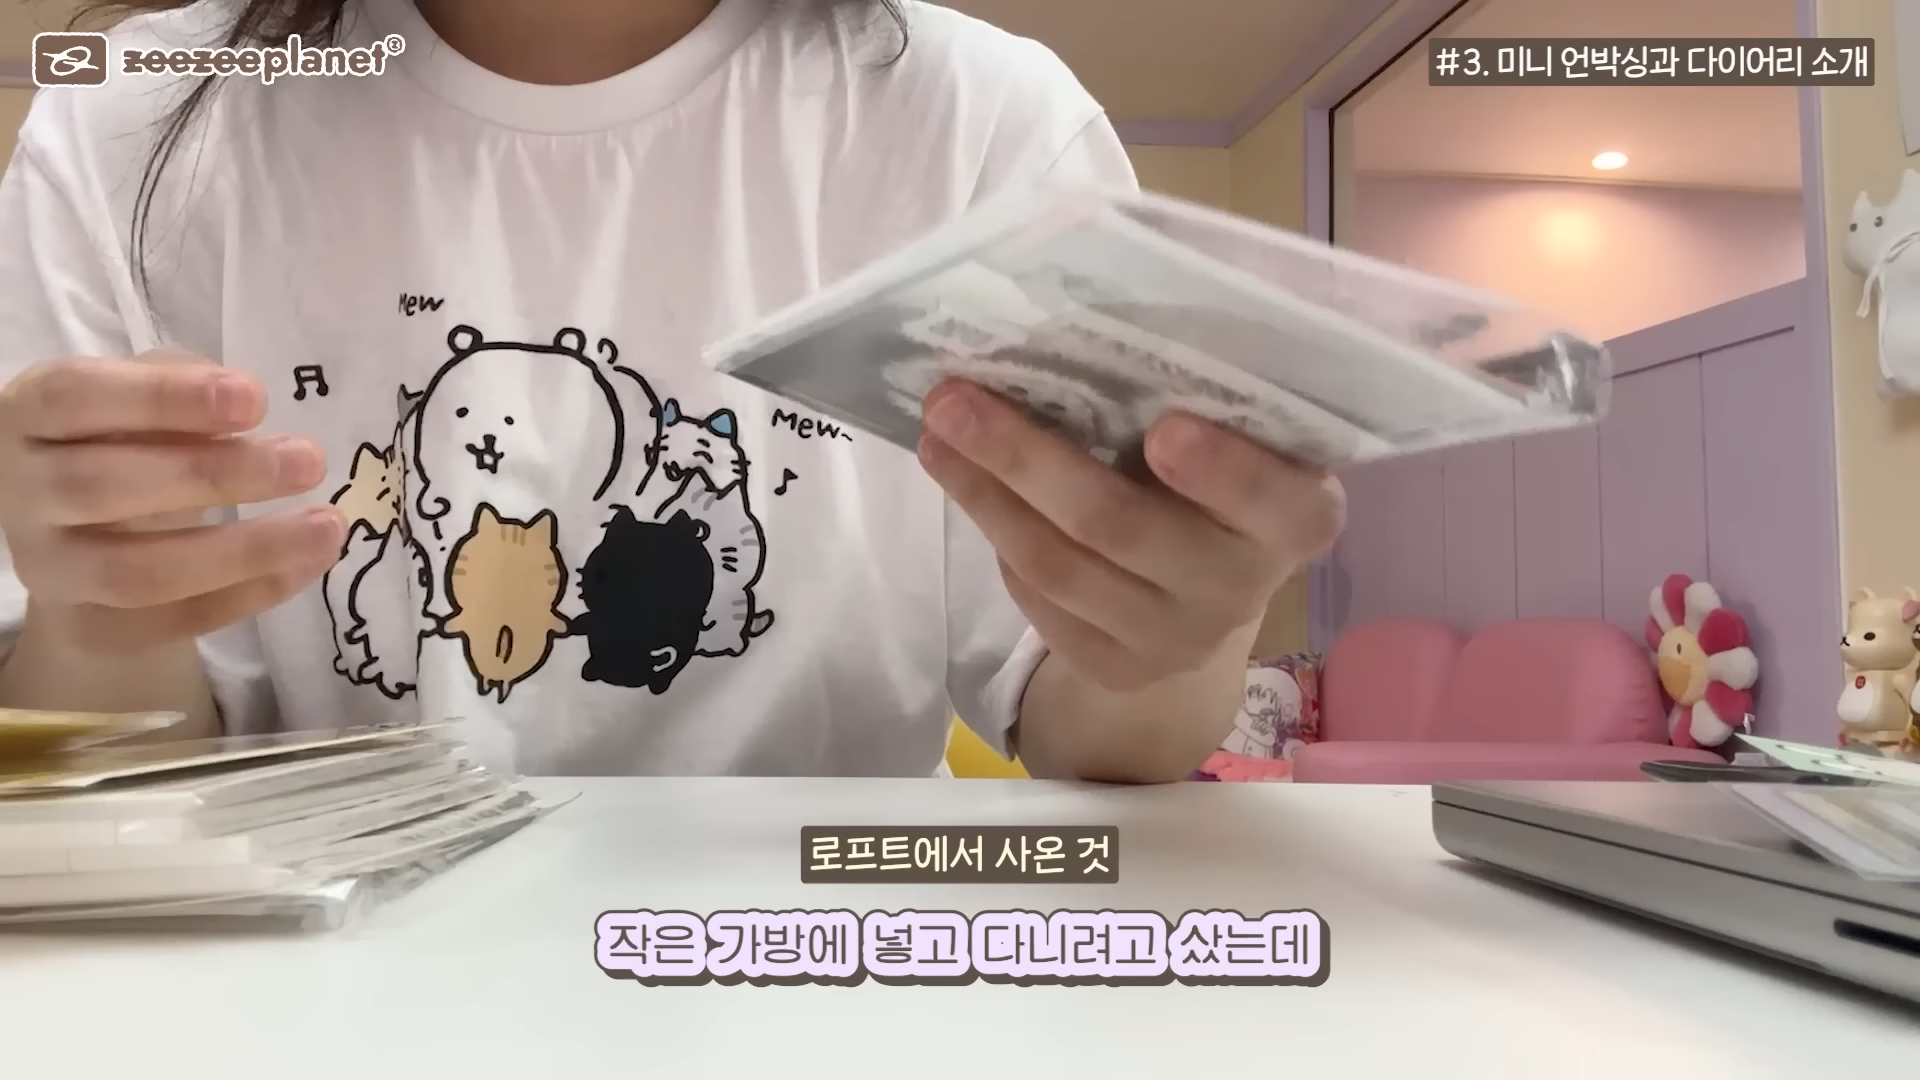 zeezeeplanet®
#3. 미니 언박싱과 다이어리 소개
Mew
Mew~
로프트에서 사온 것
작은 가방에 넣고 다니려고 샀는데